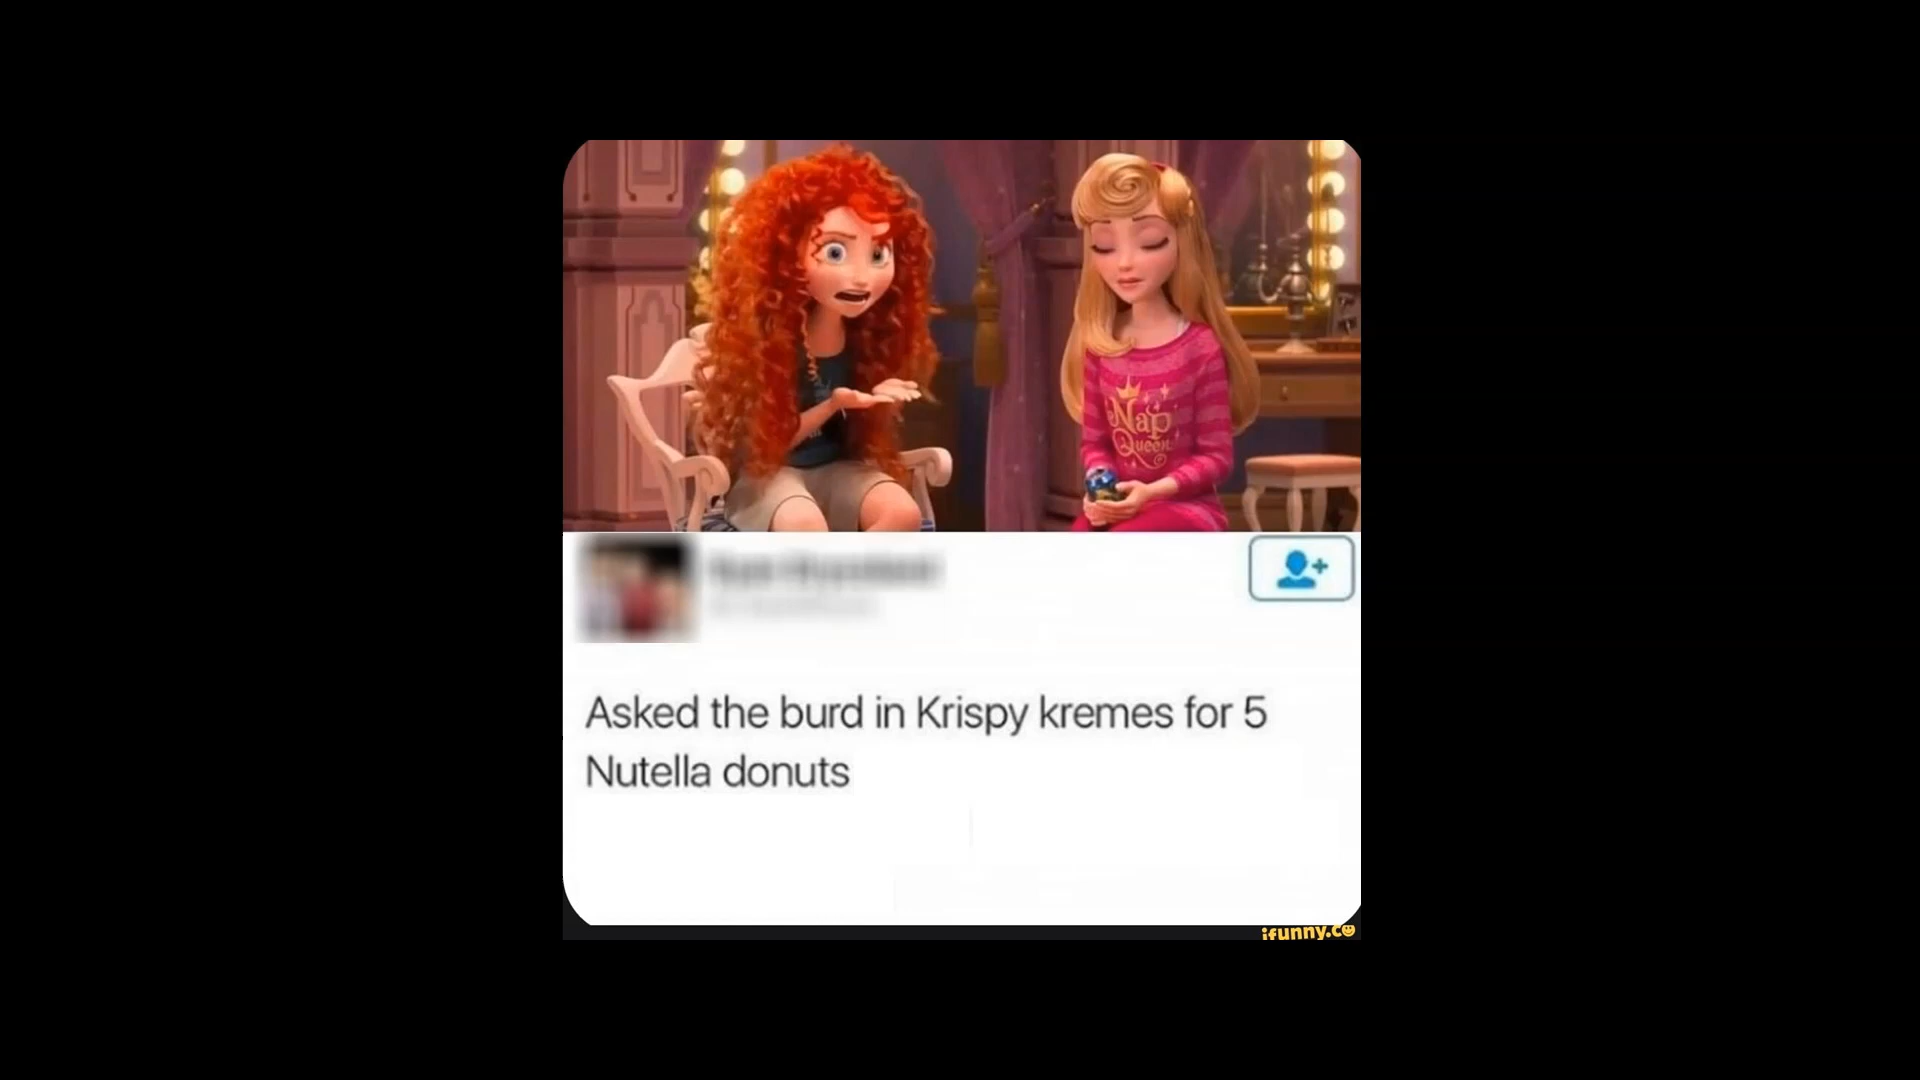 Nap
Queen
Asked the burd in Krispy kremes for 5
Nutella donuts
ifunny.co